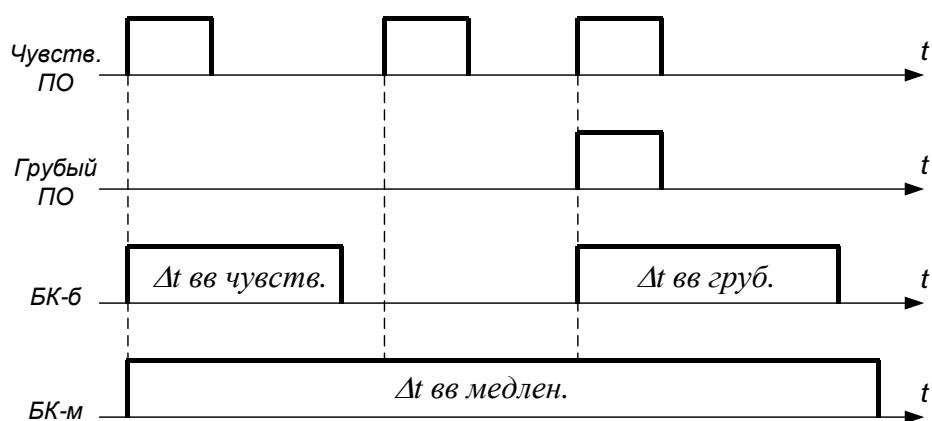 Чувств.
ПО
t
Грубый
ПО
t
БК-б
Δt вв чувств.
Δt вв груб.
t
БК-м
Δt вв медлен.
t